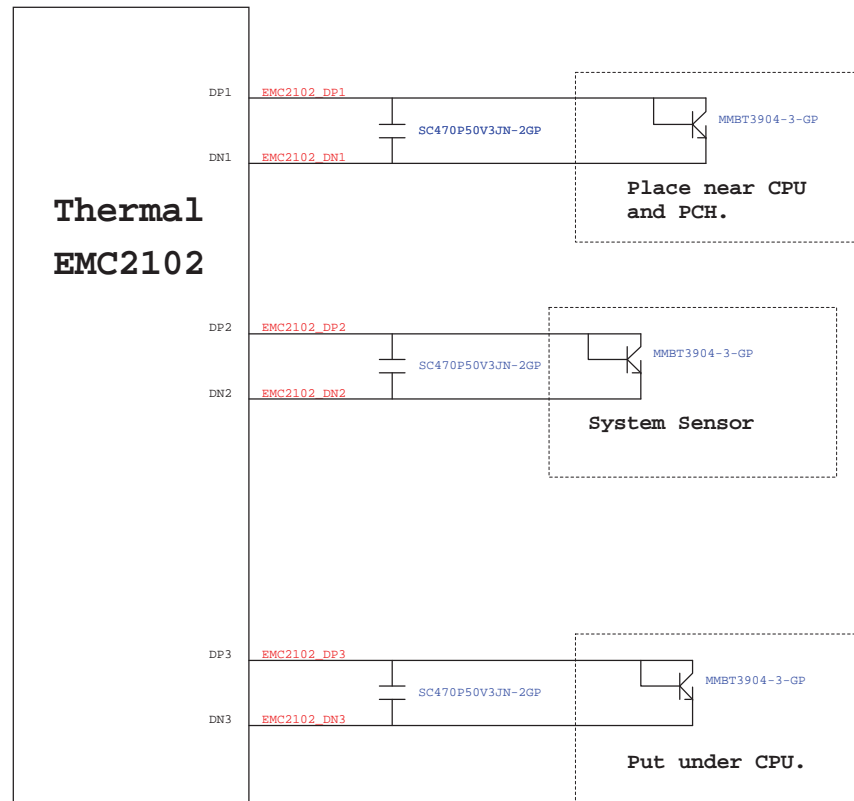 DP1
EMC2102_DP1
SC470P50V3JN-2GP
MMBT3904-3-GP
DN1
EMC2102_DN1
Place near CPU
and PCH.
Thermal
EMC2102
DP2
EMC2102_DP2
SC470P50V3JN-2GP
MMBT3904-3-GP
DN2
EMC2102_DN2
System Sensor
DP3
EMC2102_DP3
SC470P50V3JN-2GP
MMBT3904-3-GP
DN3
EMC2102_DN3
Put under CPU.